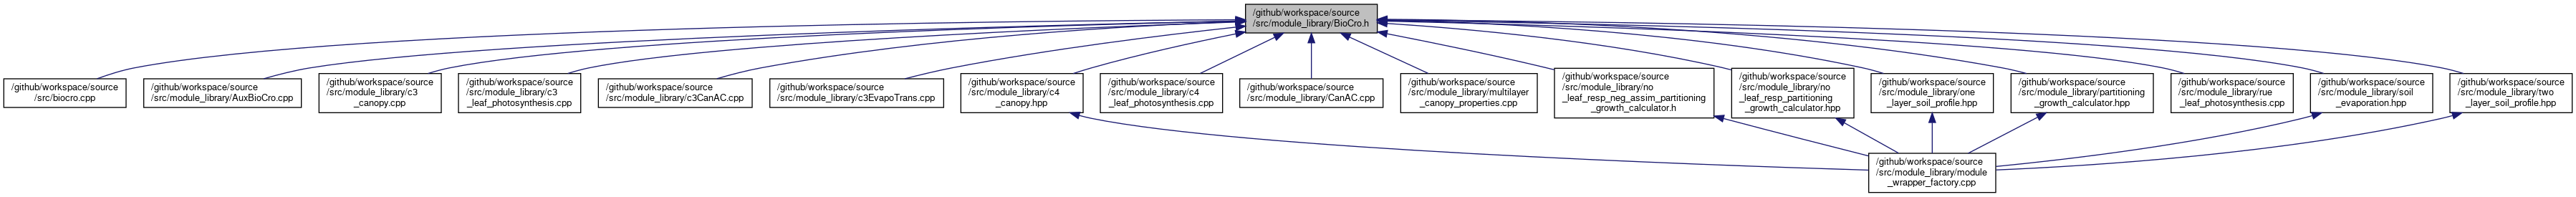 /github/workspace/source
/src/module_library/BioCro.h
/github/workspace/source
/src/biocro.cpp
/github/workspace/source
/src/module_library/AuxBioCro.cpp
/github/workspace/source
/src/module_library/c3
_canopy.cpp
/github/workspace/source
/src/module_library/c3
_leaf_photosynthesis.cpp
/github/workspace/source
/src/module_library/c3CanAC.cpp
/github/workspace/source
/src/module_library/c3EvapoTrans.cpp
/github/workspace/source
/src/module_library/c4
_canopy.hpp
/github/workspace/source
/src/module_library/c4
_leaf_photosynthesis.cpp
/github/workspace/source
/src/module_library/CanAC.cpp
/github/workspace/source
/src/module_library/multilayer
_canopy_properties.cpp
/github/workspace/source
/src/module_library/no
_leaf_resp_neg_assim_partitioning
_growth_calculator.h
/github/workspace/source
/src/module_library/no
_leaf_resp_partitioning
_growth_calculator.hpp
/github/workspace/source
/src/module_library/one
_layer_soil_profile.hpp
/github/workspace/source
/src/module_library/partitioning
_growth_calculator.hpp
/github/workspace/source
/src/module_library/rue
_leaf_photosynthesis.cpp
/github/workspace/source
/src/module_library/soil
_evaporation.hpp
/github/workspace/source
/src/module_library/two
_layer_soil_profile.hpp
/github/workspace/source
/src/module_library/module
_wrapper_factory.cpp